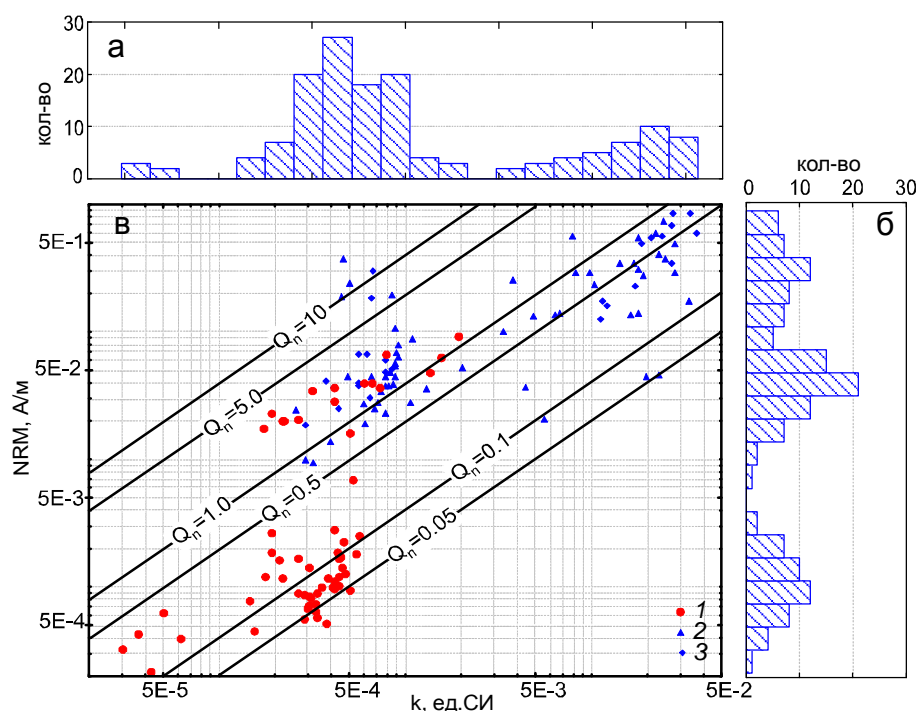 30
20
10
0
кол-во
а
кол-во
0 10 20 30
б
в
5E-1
5E-2
5E-3
5E-4
NRM, А/м
Qn=10
Qn=5.0
Qn=1.0
Qn=0.5
Qn=0.1
Qn=0.05
1
2
3
5E-5 5E-4 5E-3 5E-2
k, ед.СИ